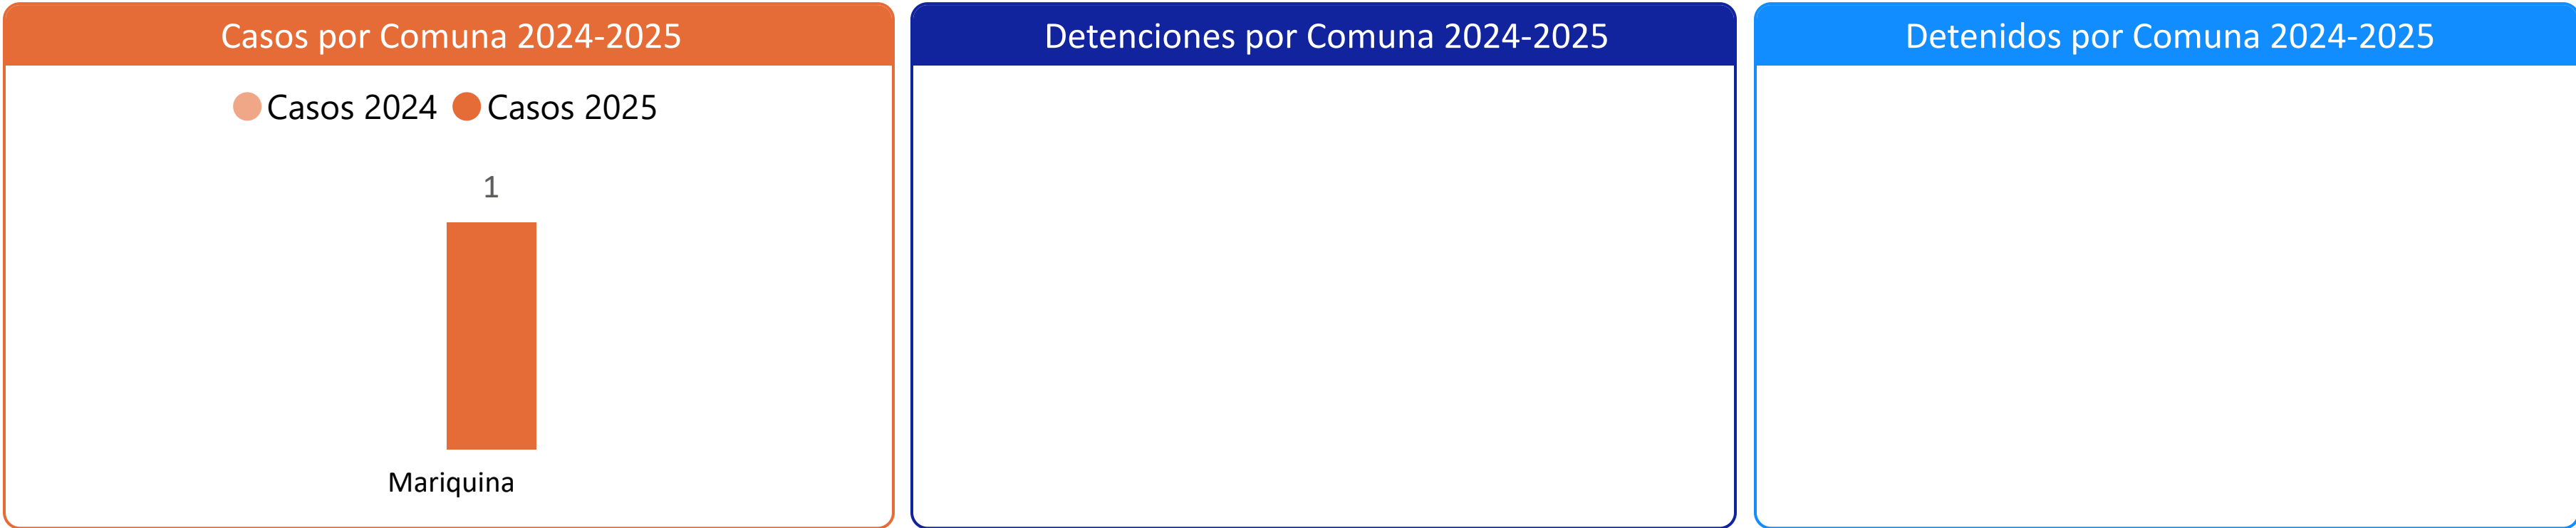 Casos por Comuna 2024-2025
Casos 2024 Casos 2025
1
Mariquina
Detenciones por Comuna 2024-2025
Detenidos por Comuna 2024-2025